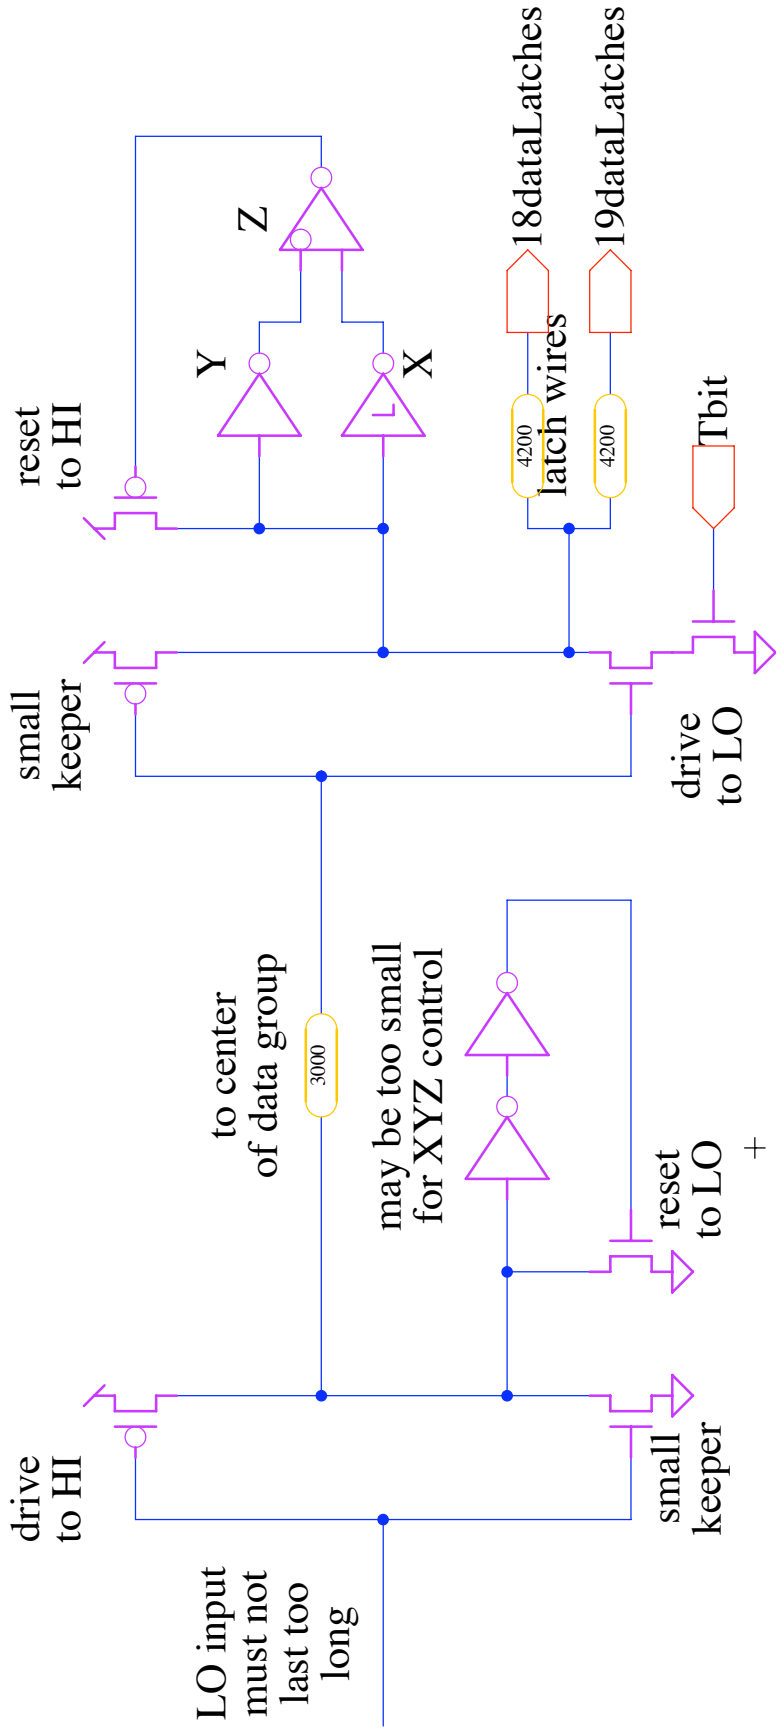 LO input
must not
last too
long
drive
to HI
small
keeper
reset
to LO
+
to center
of data group
3000
may be too small
for XYZ control
small
keeper
drive
to LO
reset
to HI
Y
X
L
Z
4200
4200
latch wires
18dataLatches
19dataLatches
Tbit